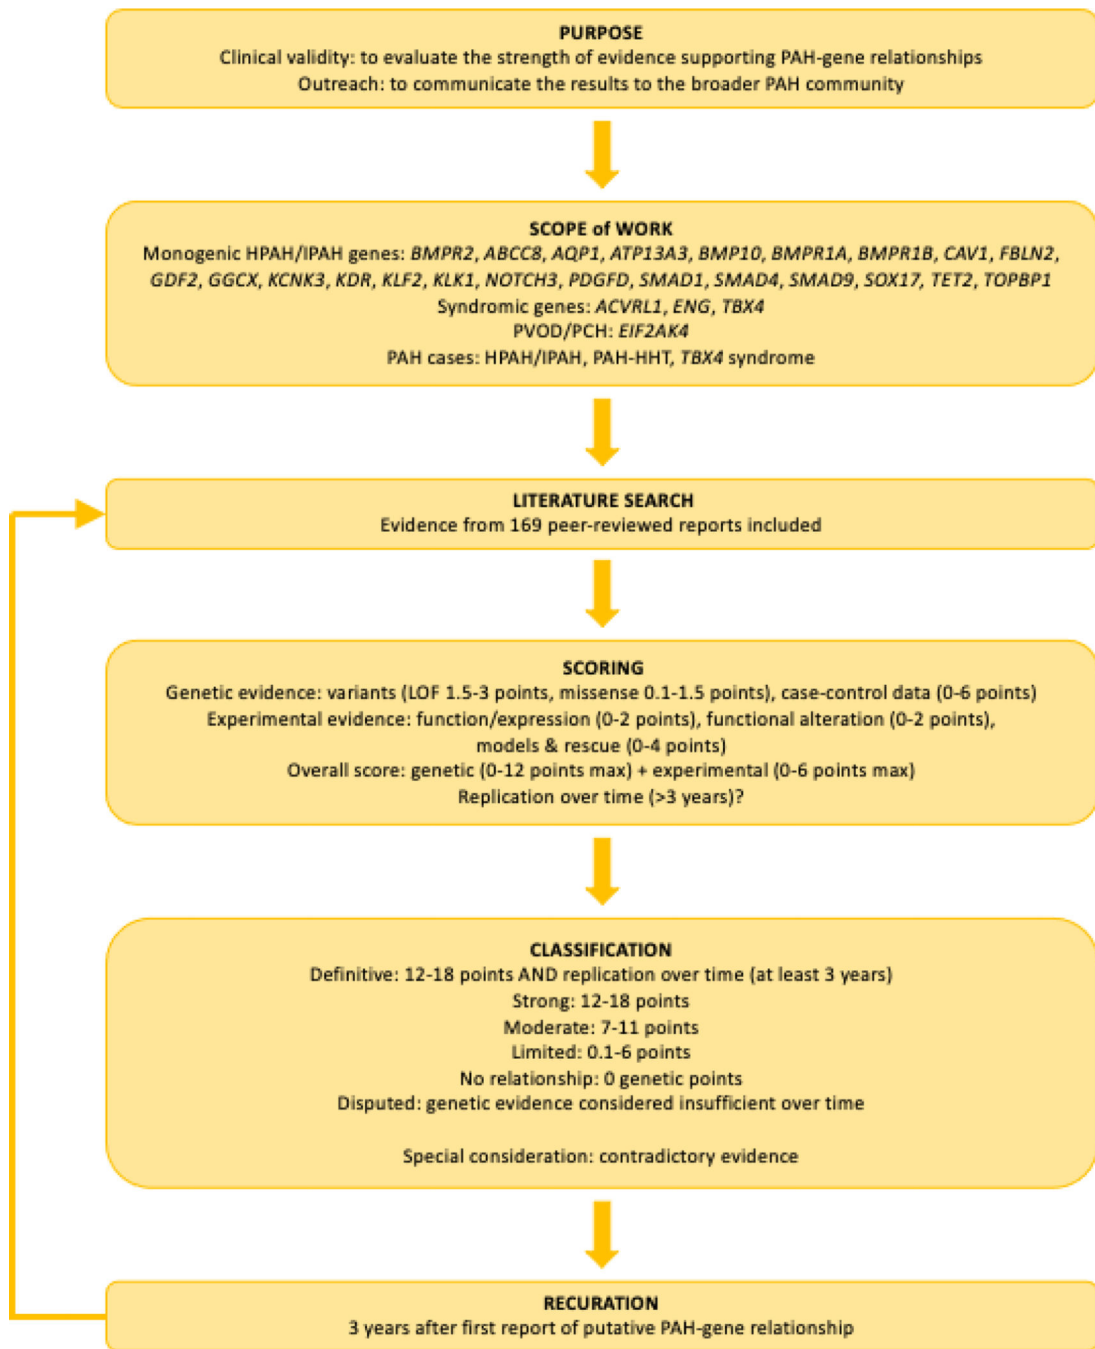 PURPOSE
Clinical validity: to evaluate the strength of evidence supporting PAH-gene relationships
Outreach: to communicate the results to the broader PAH community
SCOPE of WORK
Monogenic HPAH/IPAH genes: BMPR2, ABCC8, AQP1, ATP13A3, BMP10, BMPR1A, BMPR1B, CAV1, FBLN2,
GDF2, GGCX, KCNK3, KDR, KLF2, KLK1, NOTCH3, PDGFD, SMAD1, SMAD4, SMAD9, SOX17, TET2, TOPBP1
Syndromic genes: ACVRL1, ENG, TBX4
PVOD/PCH: EIF2AK4
PAH cases: HPAH/IPAH, PAH-HHT, TBX4 syndrome
LITERATURE SEARCH
Evidence from 169 peer-reviewed reports included
SCORING
Genetic evidence: variants (LOF 1.5-3 points, missense 0.1-1.5 points), case-control data (0-6 points)
Experimental evidence: function/expression (0-2 points), functional alteration (0-2 points),
models & rescue (0-4 points)
Overall score: genetic (0-12 points max) + experimental (0-6 points max)
Replication over time (>3 years)?
CLASSIFICATION
Definitive: 12-18 points AND replication over time (at least 3 years)
Strong: 12-18 points
Moderate: 7-11 points
Limited: 0.1-6 points
No relationship: 0 genetic points
Disputed: genetic evidence considered insufficient over time
Special consideration: contradictory evidence
RECURATION
3 years after first report of putative PAH-gene relationship